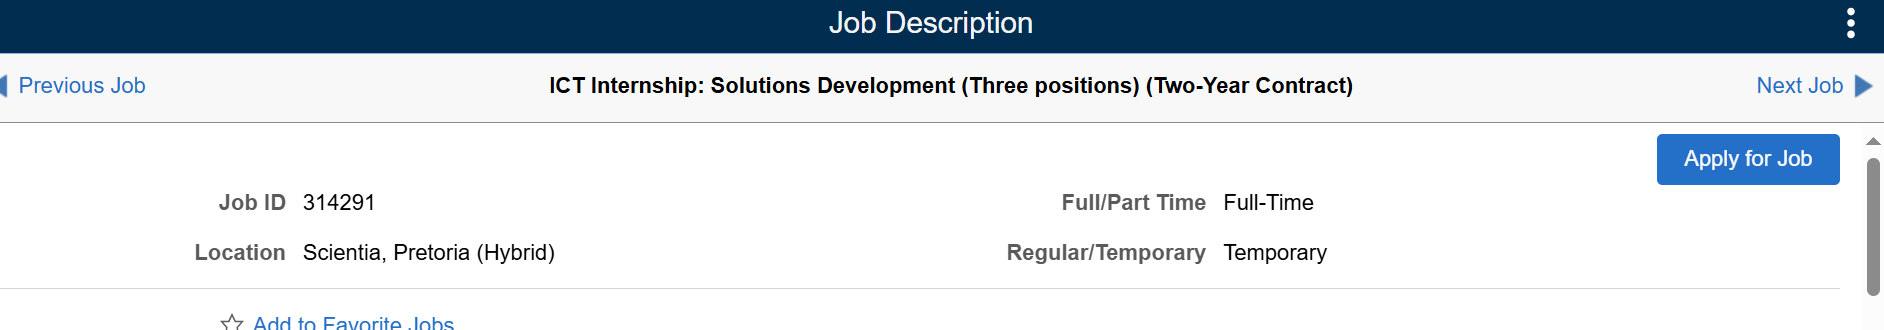 Job Description
Previous Job
ICT Internship: Solutions Development (Three positions) (Two-Year Contract)
Next Job
Apply for Job
Job ID 314291
Full/Part Time Full-Time
Location Scientia, Pretoria (Hybrid)
Regular/Temporary Temporary
Add to Favorite Jobs